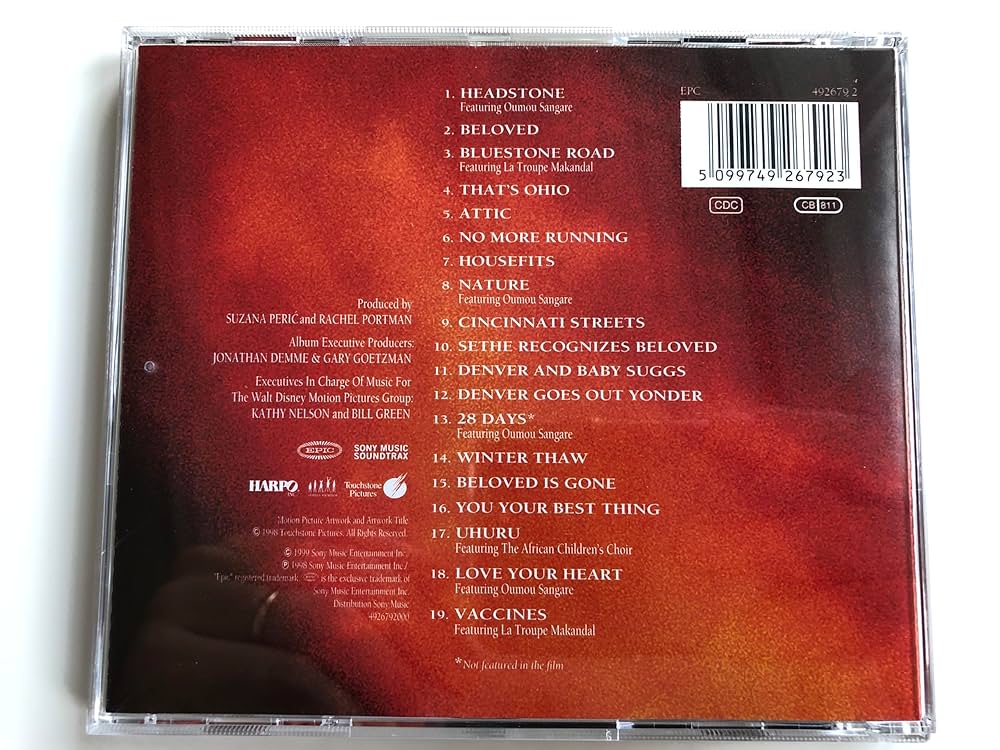 1. HEADSTONE
Featuring Oumou Sangare
2. BELOVED
3. BLUESTONE ROAD
Featuring La Troupe Makandal
4. THAT'S OHIO
5. ATTIC
6. NO MORE RUNNING
7. HOUSEFITS
8. NATURE
Featuring Oumou Sangare
9. CINCINNATI STREETS
10. SETHE RECOGNIZES BELOVED
11. DENVER AND BABY SUGGS
12. DENVER GOES OUT YONDER
13. 28 DAYS*
Featuring Oumou Sangare
14. WINTER THAW
15. BELOVED IS GONE
16. YOU YOUR BEST THING
17. UHURU
Featuring The African Children's Choir
18. LOVE YOUR HEART
Featuring Oumou Sangare
19. VACCINES
Featuring La Troupe Makandal
*Not featured in the film
EPC 492679 2
5 099749 267923
CDC CB 811
Produced by
SUZANA PERIĆ and RACHEL PORTMAN
Album Executive Producers:
JONATHAN DEMME & GARY GOETZMAN
Executives In Charge Of Music For
The Walt Disney Motion Pictures Group:
KATHY NELSON and BILL GREEN
EPIC
SONY MUSIC
SOUNDTRAX
HARPO INC.
Touchstone
Pictures
Motion Picture Artwork and Artwork Title
© 1998 Touchstone Pictures. All Rights Reserved.
© 1999 Sony Music Entertainment Inc.
℗ 1998 Sony Music Entertainment Inc./
"Epic" registered trademark, EPIC is the exclusive trademark of
Sony Music Entertainment Inc.
Distribution Sony Music
4926792000